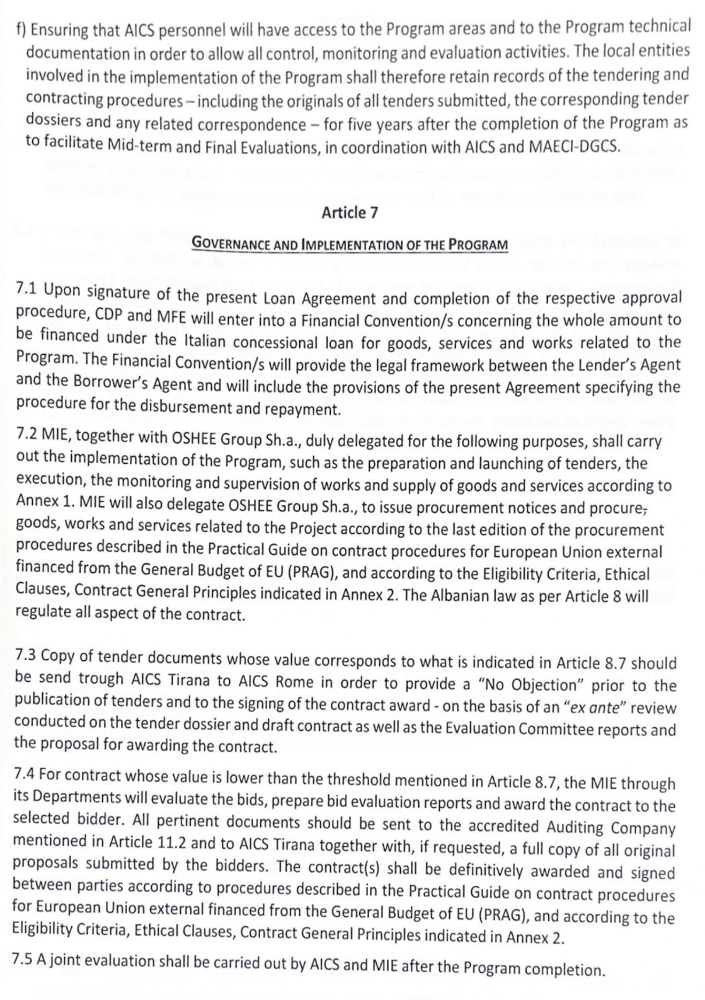 f) Ensuring that AICS personnel will have access to the Program areas and to the Program technical
documentation in order to allow all control, monitoring and evaluation activities. The local entities
involved in the implementation of the Program shall therefore retain records of the tendering and
contracting procedures – including the originals of all tenders submitted, the corresponding tender
dossiers and any related correspondence – for five years after the completion of the Program as
to facilitate Mid-term and Final Evaluations, in coordination with AICS and MAECI-DGCS.
Article 7
GOVERNANCE AND IMPLEMENTATION OF THE PROGRAM
7.1 Upon signature of the present Loan Agreement and completion of the respective approval
procedure, CDP and MFE will enter into a Financial Convention/s concerning the whole amount to
be financed under the Italian concessional loan for goods, services and works related to the
Program. The Financial Convention/s will provide the legal framework between the Lender's Agent
and the Borrower's Agent and will include the provisions of the present Agreement specifying the
procedure for the disbursement and repayment.
7.2 MIE, together with OSHEE Group Sh.a., duly delegated for the following purposes, shall carry
out the implementation of the Program, such as the preparation and launching of tenders, the
execution, the monitoring and supervision of works and supply of goods and services according to
Annex 1. MIE will also delegate OSHEE Group Sh.a., to issue procurement notices and procure,
goods, works and services related to the Project according to the last edition of the procurement
procedures described in the Practical Guide on contract procedures for European Union external
financed from the General Budget of EU (PRAG), and according to the Eligibility Criteria, Ethical
Clauses, Contract General Principles indicated in Annex 2. The Albanian law as per Article 8 will
regulate all aspect of the contract.
7.3 Copy of tender documents whose value corresponds to what is indicated in Article 8.7 should
be send trough AICS Tirana to AICS Rome in order to provide a “No Objection” prior to the
publication of tenders and to the signing of the contract award - on the basis of an “ex ante” review
conducted on the tender dossier and draft contract as well as the Evaluation Committee reports and
the proposal for awarding the contract.
7.4 For contract whose value is lower than the threshold mentioned in Article 8.7, the MIE through
its Departments will evaluate the bids, prepare bid evaluation reports and award the contract to the
selected bidder. All pertinent documents should be sent to the accredited Auditing Company
mentioned in Article 11.2 and to AICS Tirana together with, if requested, a full copy of all original
proposals submitted by the bidders. The contract(s) shall be definitively awarded and signed
between parties according to procedures described in the Practical Guide on contract procedures
for European Union external financed from the General Budget of EU (PRAG), and according to the
Eligibility Criteria, Ethical Clauses, Contract General Principles indicated in Annex 2.
7.5 A joint evaluation shall be carried out by AICS and MIE after the Program completion.